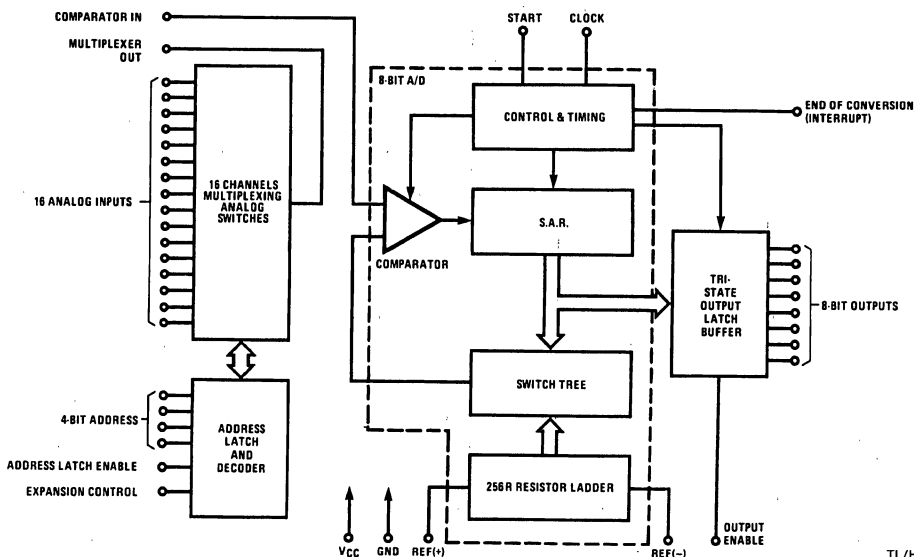 COMPARATOR IN
START CLOCK
MULTIPLEXER
OUT
8-BIT A/D
CONTROL & TIMING
END OF CONVERSION
(INTERRUPT)
16 ANALOG INPUTS
16 CHANNELS
MULTIPLEXING
ANALOG
SWITCHES
S.A.R.
COMPARATOR
TRI-
STATE
OUTPUT
LATCH
BUFFER
8-BIT OUTPUTS
SWITCH TREE
4-BIT ADDRESS
ADDRESS
LATCH
AND
DECODER
ADDRESS LATCH ENABLE
EXPANSION CONTROL
256R RESISTOR LADDER
VCC GND REF(+) REF(−)
OUTPUT
ENABLE